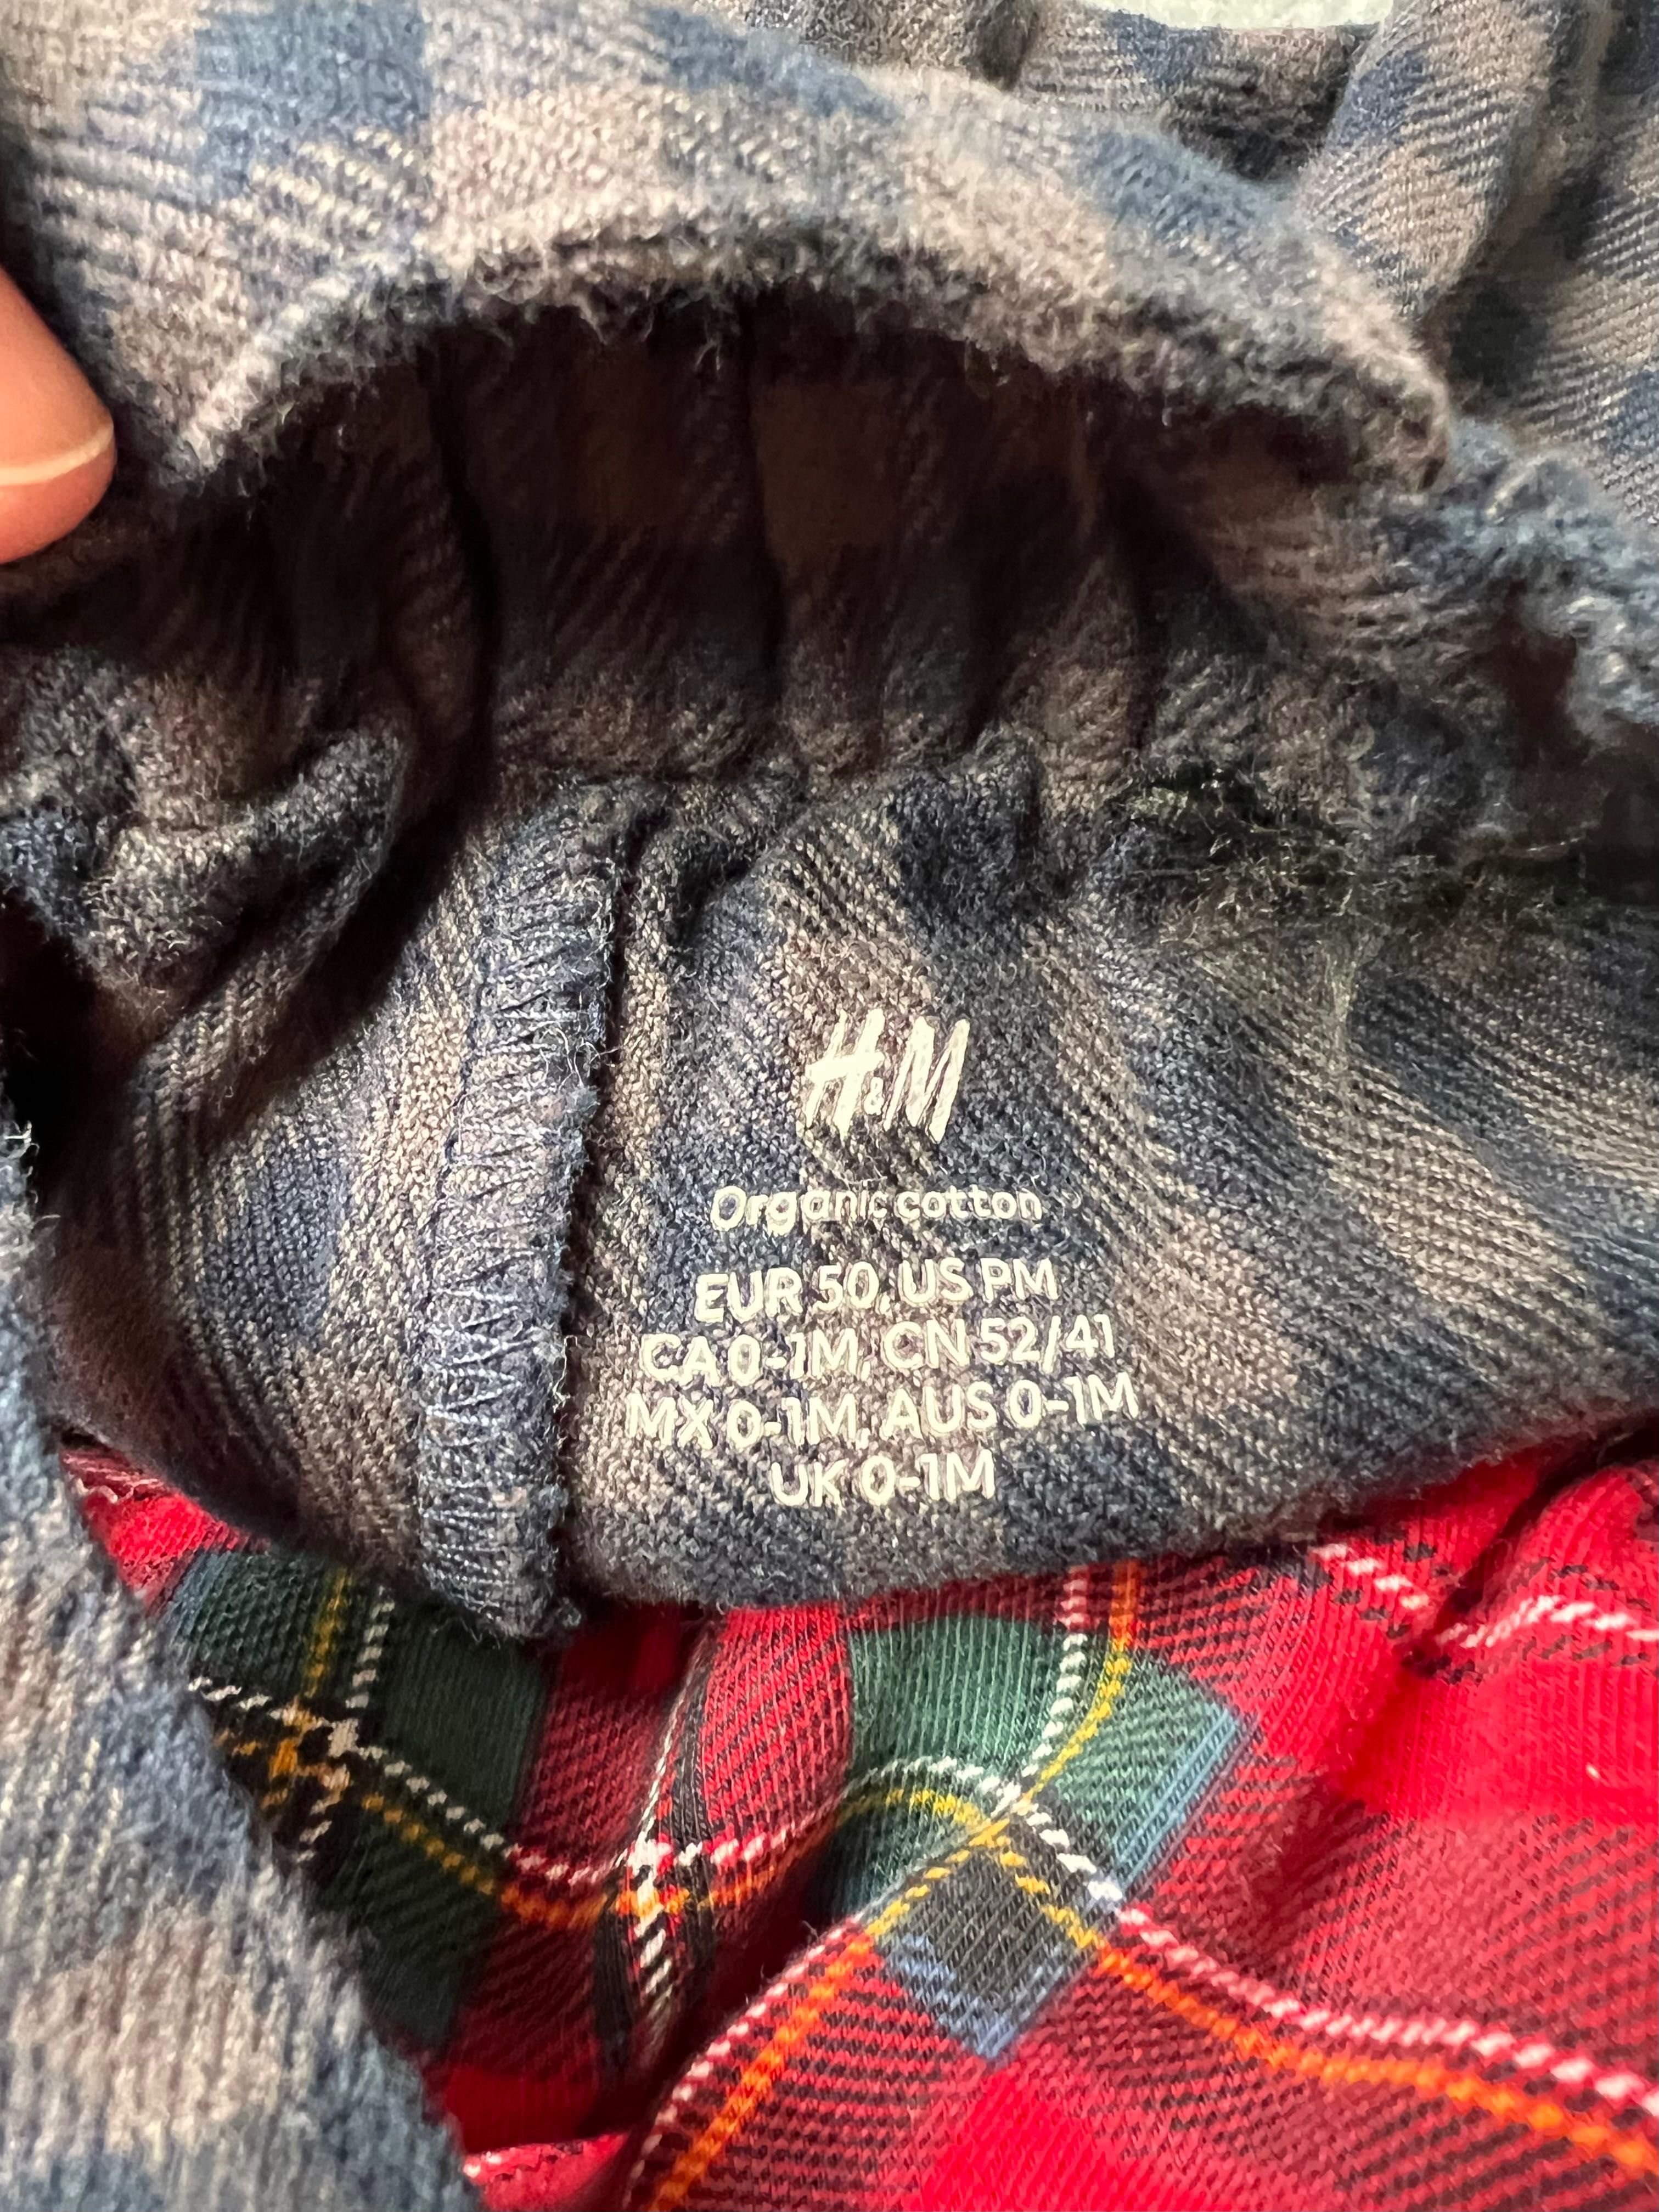 H&M
Organic cotton
EUR 50, US PM
CA 0-1M, CN 52/41
MX 0-1M, AUS 0-1M
UK 0-1M